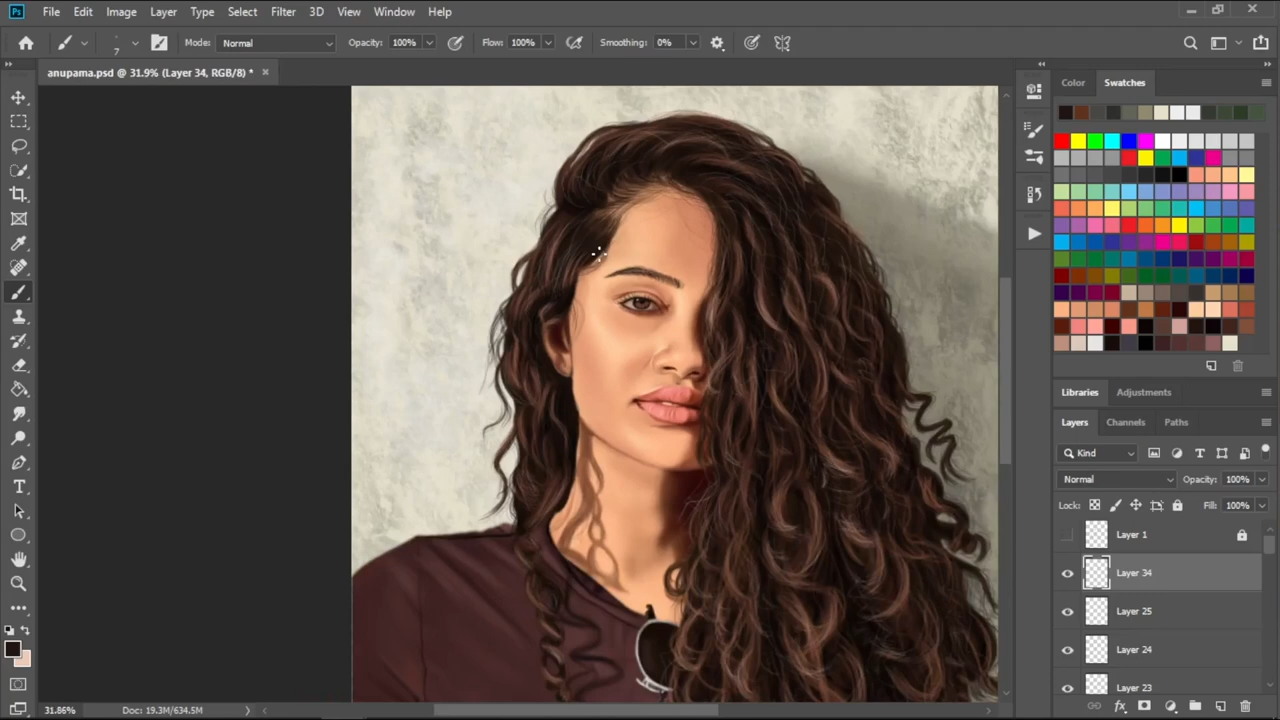 Ps File Edit Image Layer Type Select Filter 3D View Window Help
7 Mode: Normal Opacity: 100% Flow: 100% Smoothing: 0%
anupama.psd @ 31.9% (Layer 34, RGB/8) *
Color Swatches
Libraries Adjustments
Layers Channels Paths
Kind
Normal Opacity: 100%
Lock: Fill: 100%
Layer 1
Layer 34
Layer 25
Layer 24
Layer 23
31.86% Doc: 19.3M/634.5M